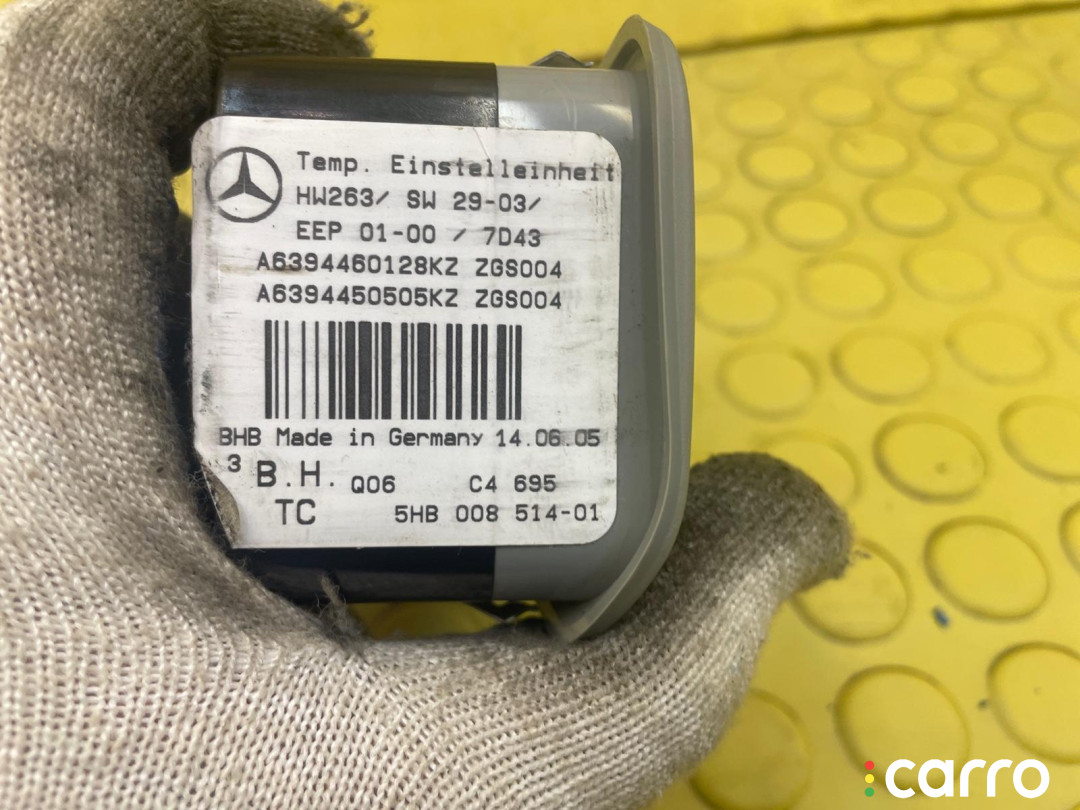 Temp. Einstelleinheit
HW263/ SW 29-03/
EEP 01-00 / 7D43
A6394460128KZ ZGS004
A6394450505KZ ZGS004
BHB Made in Germany 14.06.05
3 B.H. Q06 C4 695
TC 5HB 008 514-01
carro